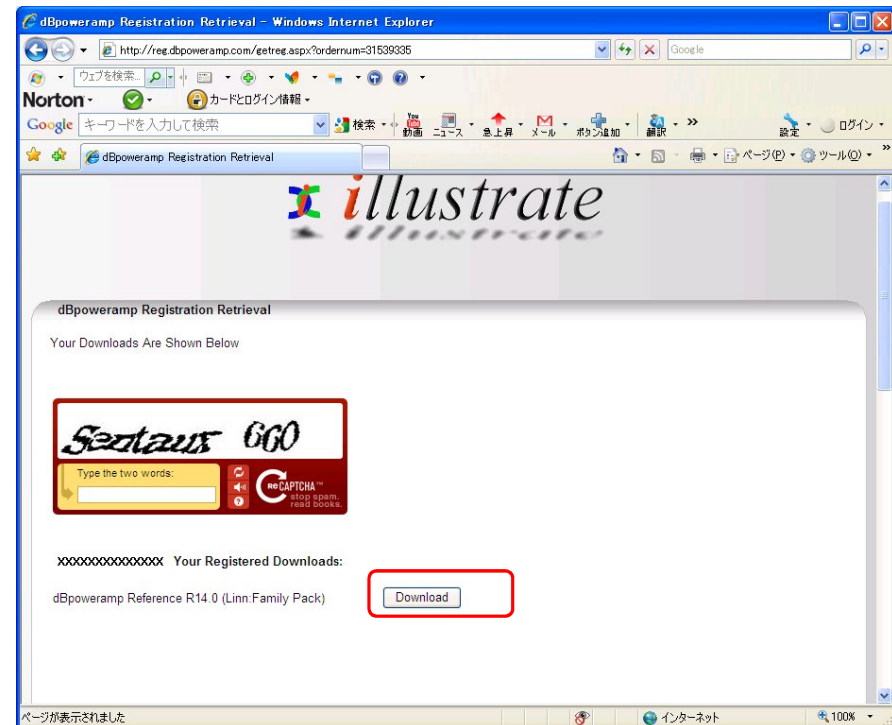 dBpoweramp Registration Retrieval - Windows Internet Explorer
http://reg.dbpoweramp.com/getreg.aspx?ordernum=31539335
Google
ウェブを検索...
Norton
カードとログイン情報
Google キーワードを入力して検索 検索 You 動画 ニュース 急上昇 メール ボタン追加 翻訳 » 設定 ログイン
dBpoweramp Registration Retrieval ページ(P) ツール(O) »
illustrate
dBpoweramp Registration Retrieval
Your Downloads Are Shown Below
660
Type the two words:
reCAPTCHA™
stop spam.
read books.
XXXXXXXXXXXXXX Your Registered Downloads:
dBpoweramp Reference R14.0 (Linn:Family Pack) Download
ページが表示されました インターネット 100%